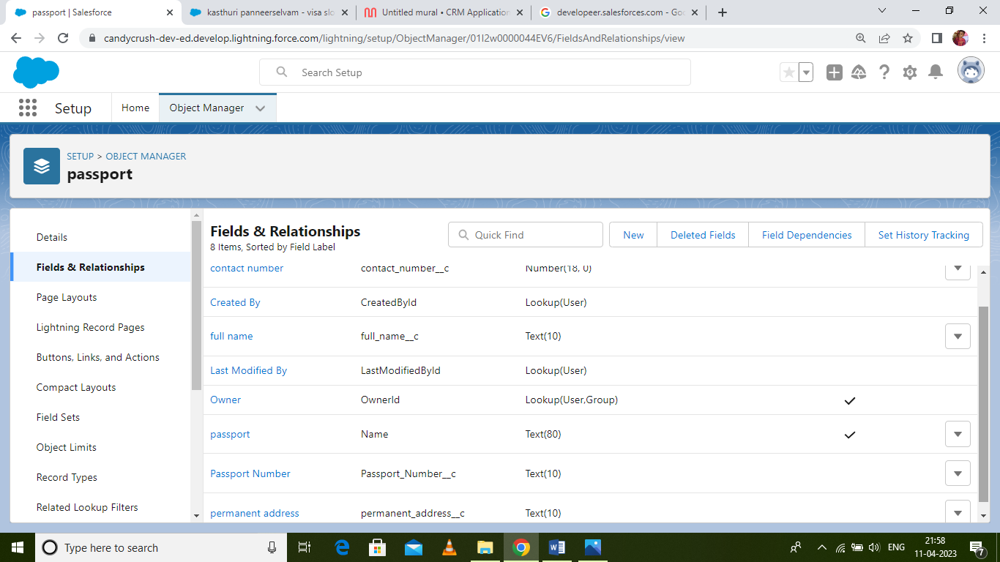 passport | Salesforce
kasthuri panneerselvam - visa slo
Untitled mural • CRM Application
developeer.salesforces.com - Goo
candycrush-dev-ed.develop.lightning.force.com/lightning/setup/ObjectManager/01I2w0000044EV6/FieldsAndRelationships/view
Search Setup
Setup
Home
Object Manager
SETUP > OBJECT MANAGER
passport
Details
Fields & Relationships
Page Layouts
Lightning Record Pages
Buttons, Links, and Actions
Compact Layouts
Field Sets
Object Limits
Record Types
Related Lookup Filters
Fields & Relationships
8 Items, Sorted by Field Label
Quick Find
New
Deleted Fields
Field Dependencies
Set History Tracking
contact number contact_number__c Number(18, 0)
Created By CreatedById Lookup(User)
full name full_name__c Text(10)
Last Modified By LastModifiedById Lookup(User)
Owner OwnerId Lookup(User,Group)
passport Name Text(80)
Passport Number Passport_Number__c Text(10)
permanent address permanent_address__c Text(10)
Type here to search
ENG
21:58
11-04-2023
7